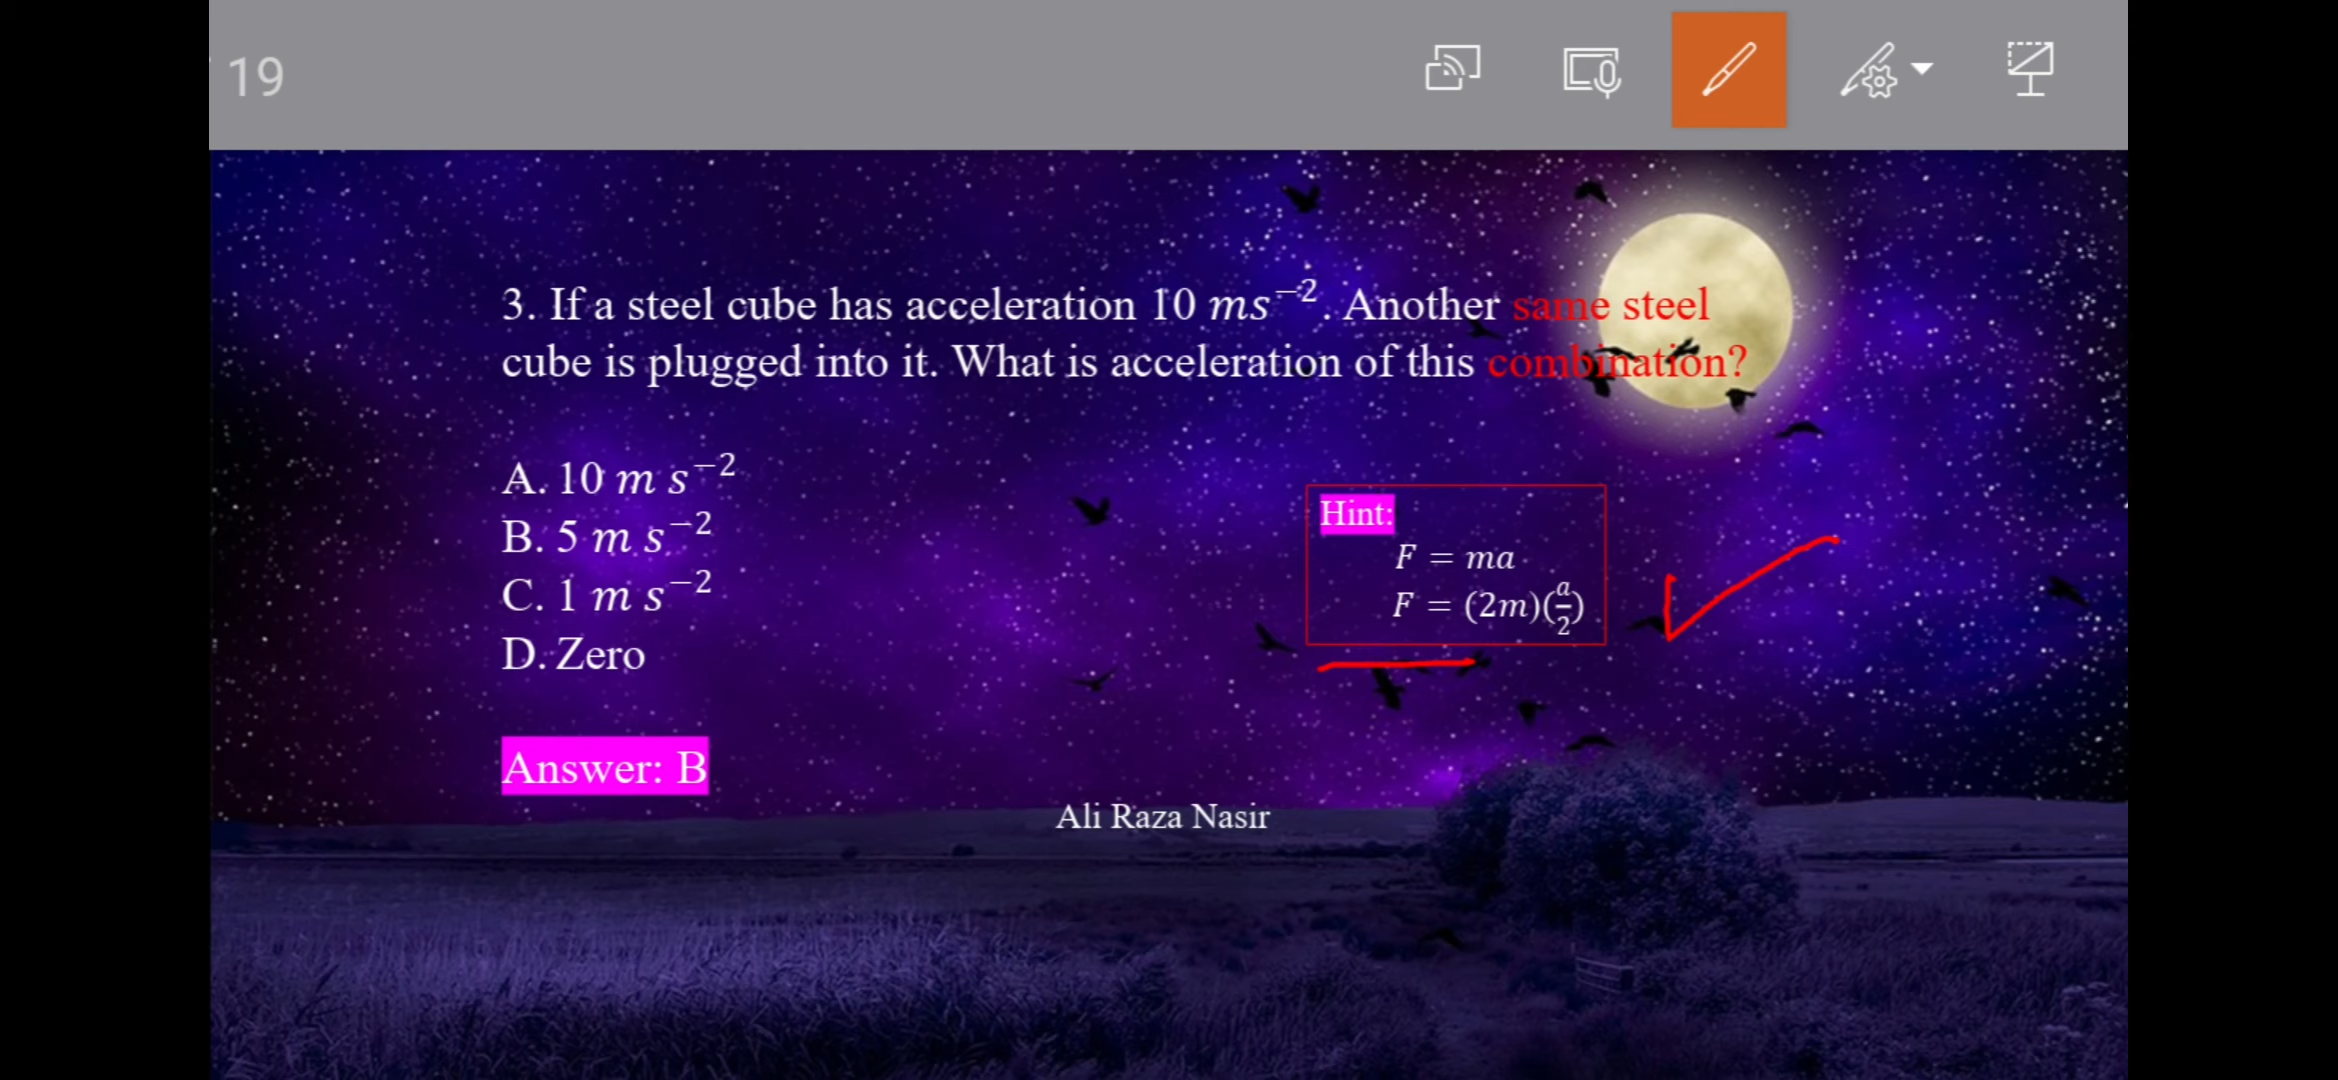 19
3. If a steel cube has acceleration 10 ms⁻². Another same steel
cube is plugged into it. What is acceleration of this combination?
A. 10 m s⁻²
B. 5 m s⁻²
C. 1 m s⁻²
D. Zero
Hint:
F = ma
F = (2m)(a/2)
Answer: B
Ali Raza Nasir